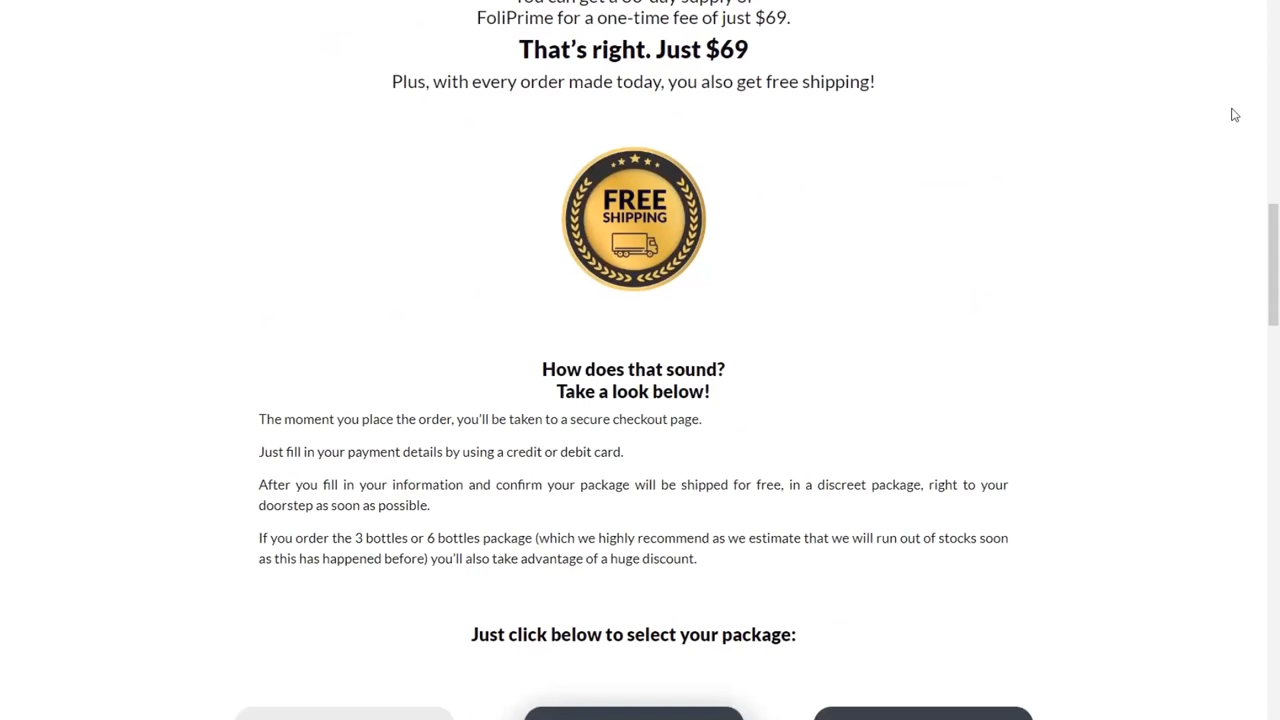 FoliPrime for a one-time fee of just $69.
That’s right. Just $69
Plus, with every order made today, you also get free shipping!
FREE
SHIPPING
How does that sound?
Take a look below!
The moment you place the order, you’ll be taken to a secure checkout page.
Just fill in your payment details by using a credit or debit card.
After you fill in your information and confirm your package will be shipped for free, in a discreet package, right to your
doorstep as soon as possible.
If you order the 3 bottles or 6 bottles package (which we highly recommend as we estimate that we will run out of stocks soon
as this has happened before) you’ll also take advantage of a huge discount.
Just click below to select your package: